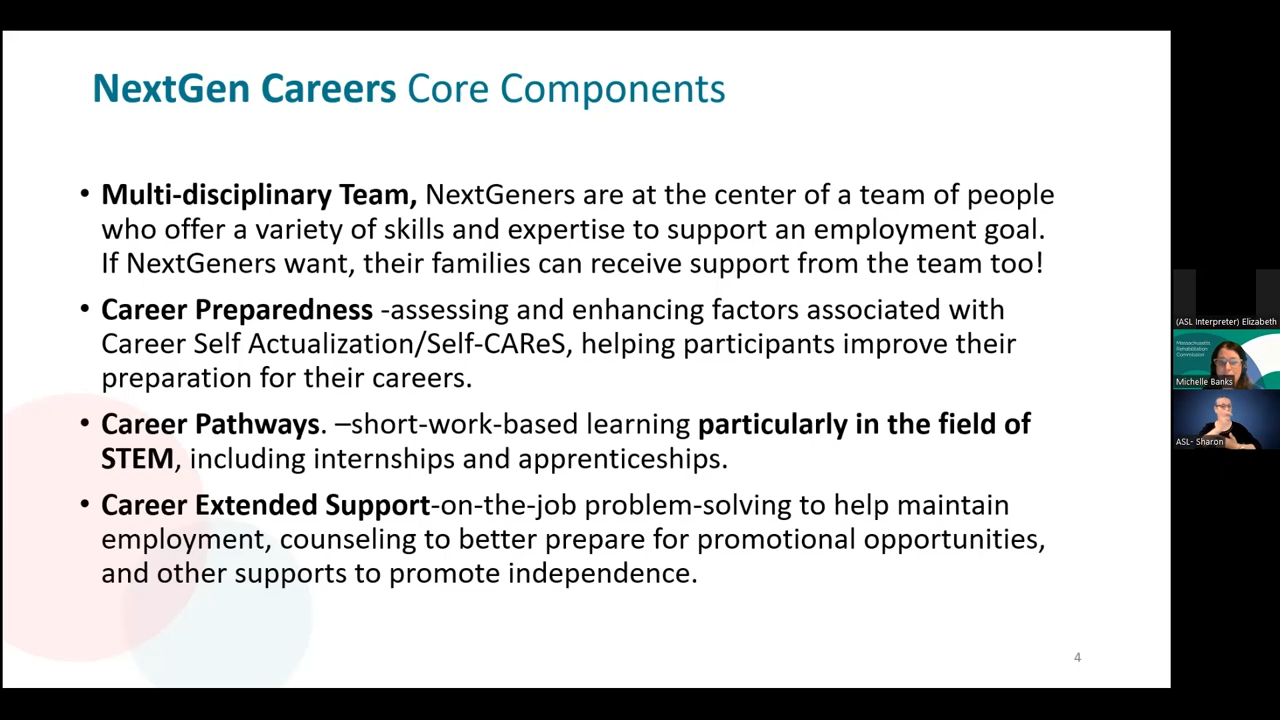 NextGen Careers Core Components
• Multi-disciplinary Team, NextGeners are at the center of a team of people
who offer a variety of skills and expertise to support an employment goal.
If NextGeners want, their families can receive support from the team too!
• Career Preparedness -assessing and enhancing factors associated with
Career Self Actualization/Self-CAReS, helping participants improve their
preparation for their careers.
• Career Pathways. –short-work-based learning particularly in the field of
STEM, including internships and apprenticeships.
• Career Extended Support-on-the-job problem-solving to help maintain
employment, counseling to better prepare for promotional opportunities,
and other supports to promote independence.
4
(ASL Interpreter) Elizabeth
Massachusetts
Rehabilitation
Commission
Michelle Banks
ASL- Sharon